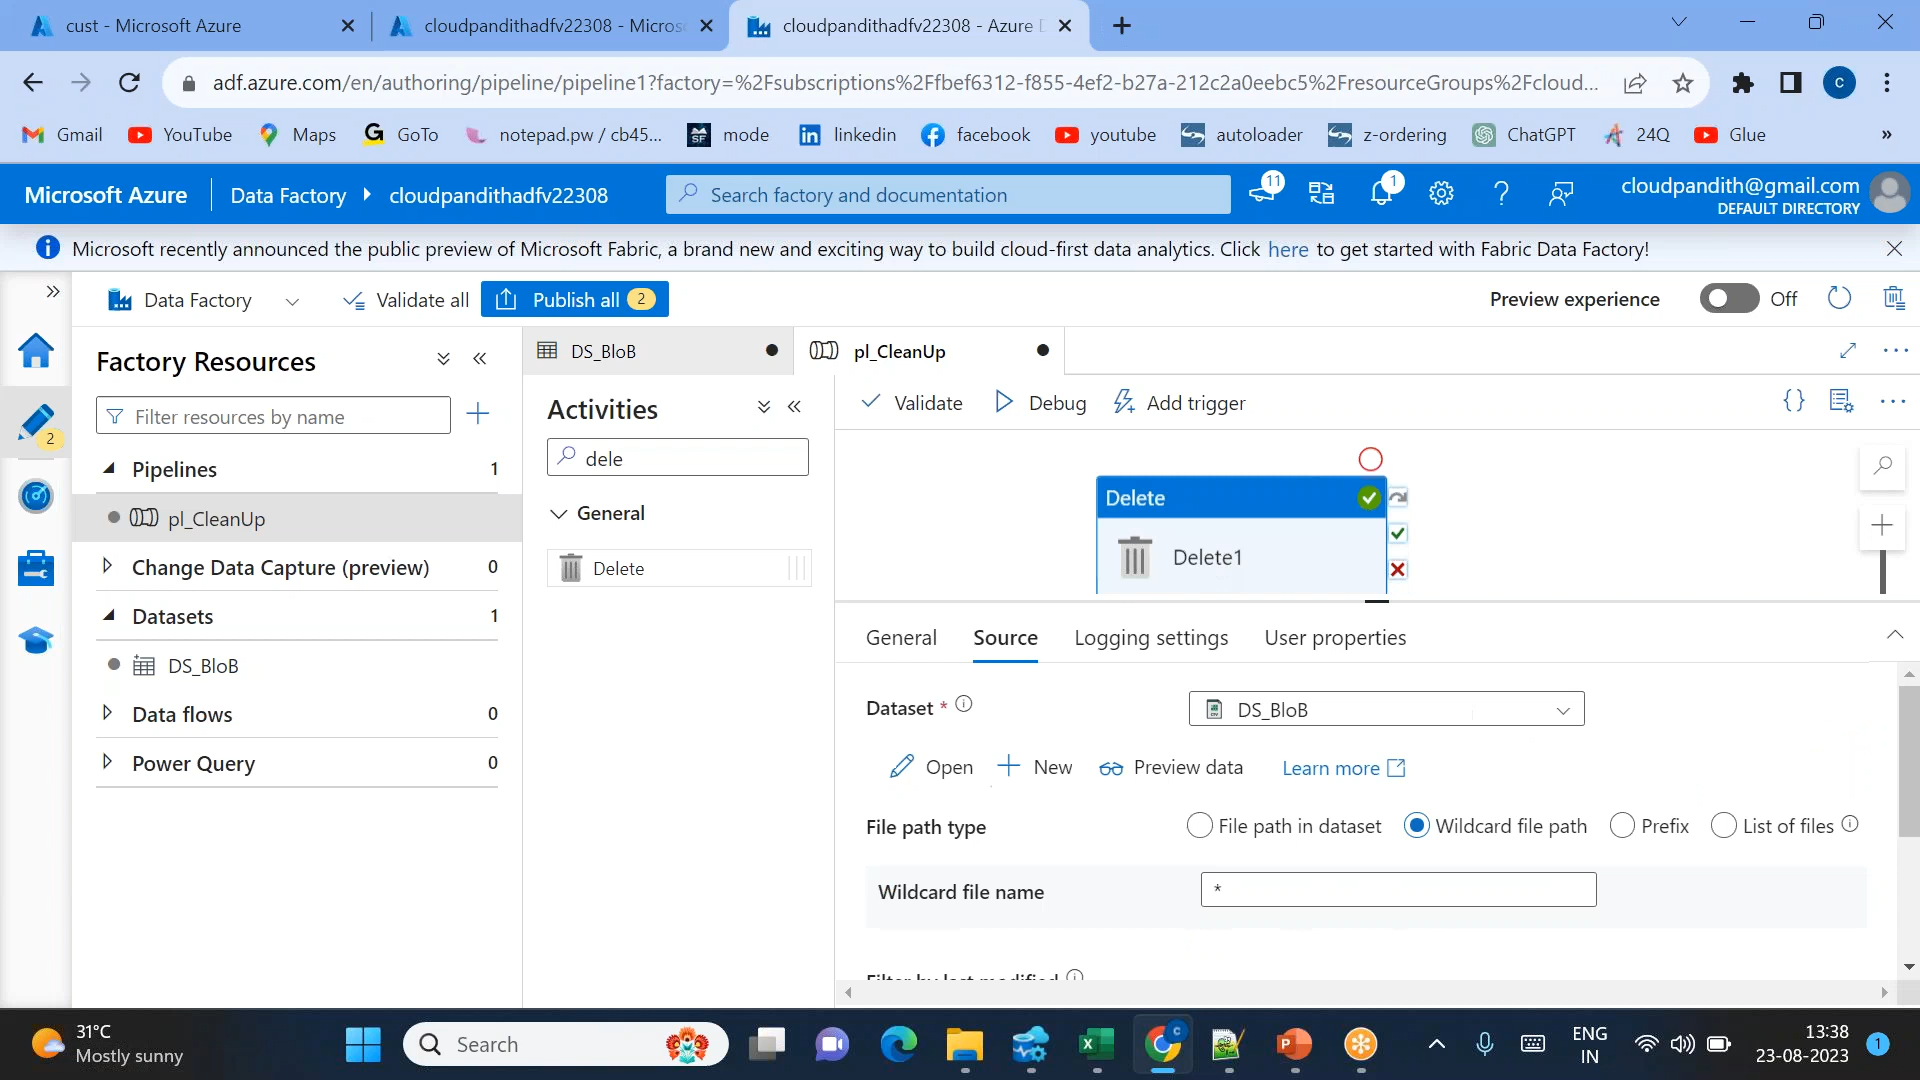 cust - Microsoft Azure
cloudpandithadfv22308 - Micros
cloudpandithadfv22308 - Azure D
adf.azure.com/en/authoring/pipeline/pipeline1?factory=%2Fsubscriptions%2Ffbef6312-f855-4ef2-b27a-212c2a0eebc5%2FresourceGroups%2Fcloud...
C
Gmail
YouTube
Maps
GoTo
notepad.pw / cb45...
mode
linkedin
facebook
youtube
autoloader
z-ordering
ChatGPT
24Q
Glue
»
Microsoft Azure
Data Factory
cloudpandithadfv22308
Search factory and documentation
11
1
cloudpandith@gmail.com
DEFAULT DIRECTORY
Microsoft recently announced the public preview of Microsoft Fabric, a brand new and exciting way to build cloud-first data analytics. Click here to get started with Fabric Data Factory!
Data Factory
Validate all
Publish all 2
Preview experience
Off
2
Factory Resources
Filter resources by name
Pipelines 1
pl_CleanUp
Change Data Capture (preview) 0
Datasets 1
DS_BloB
Data flows 0
Power Query 0
DS_BloB
pl_CleanUp
Activities
dele
General
Delete
Validate
Debug
Add trigger
Delete
Delete1
General
Source
Logging settings
User properties
Dataset *
DS_BloB
Open
New
Preview data
Learn more
File path type
File path in dataset
Wildcard file path
Prefix
List of files
Wildcard file name
*
Filter by last modified
31°C
Mostly sunny
Search
ENG
IN
13:38
23-08-2023
1